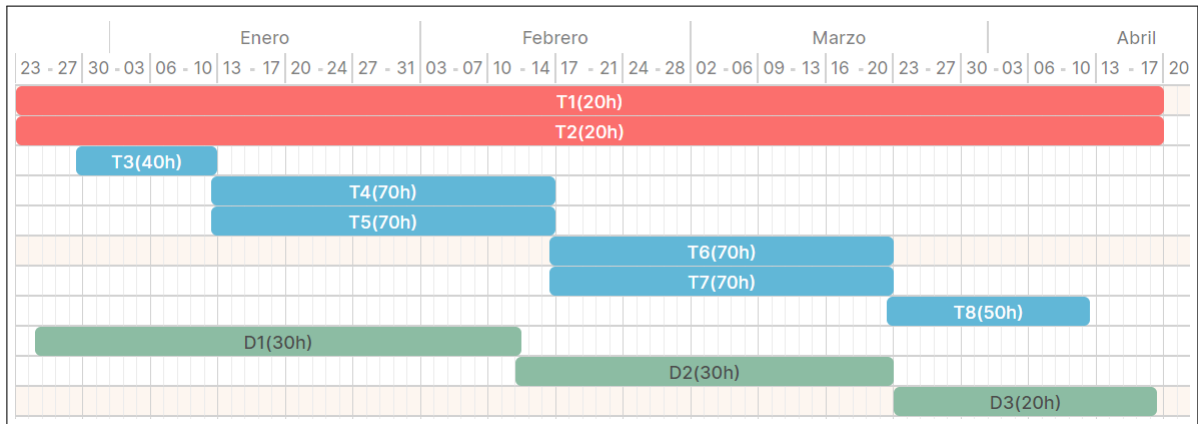 Enero Febrero Marzo Abril
23 - 27 30 - 03 06 - 10 13 - 17 20 - 24 27 - 31 03 - 07 10 - 14 17 - 21 24 - 28 02 - 06 09 - 13 16 - 20 23 - 27 30 - 03 06 - 10 13 - 17 20
T1(20h)
T2(20h)
T3(40h)
T4(70h)
T5(70h)
T6(70h)
T7(70h)
T8(50h)
D1(30h)
D2(30h)
D3(20h)